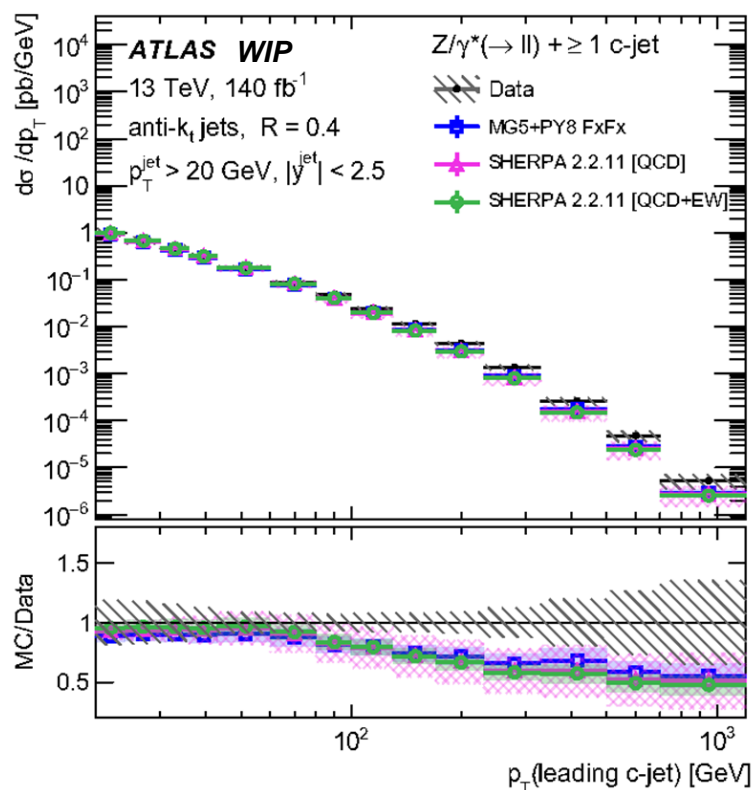 ATLAS WIP
13 TeV, 140 fb⁻¹
anti-kₜ jets, R = 0.4
p_T^jet > 20 GeV, |y^jet| < 2.5
Z/γ*(→ ll) + ≥ 1 c-jet
Data
MG5+PY8 FxFx
SHERPA 2.2.11 [QCD]
SHERPA 2.2.11 [QCD+EW]
dσ/dp_T [pb/GeV]
10⁴
10³
10²
10
1
10⁻¹
10⁻²
10⁻³
10⁻⁴
10⁻⁵
10⁻⁶
MC/Data
1.5
1
0.5
10² 10³
p_T(leading c-jet) [GeV]